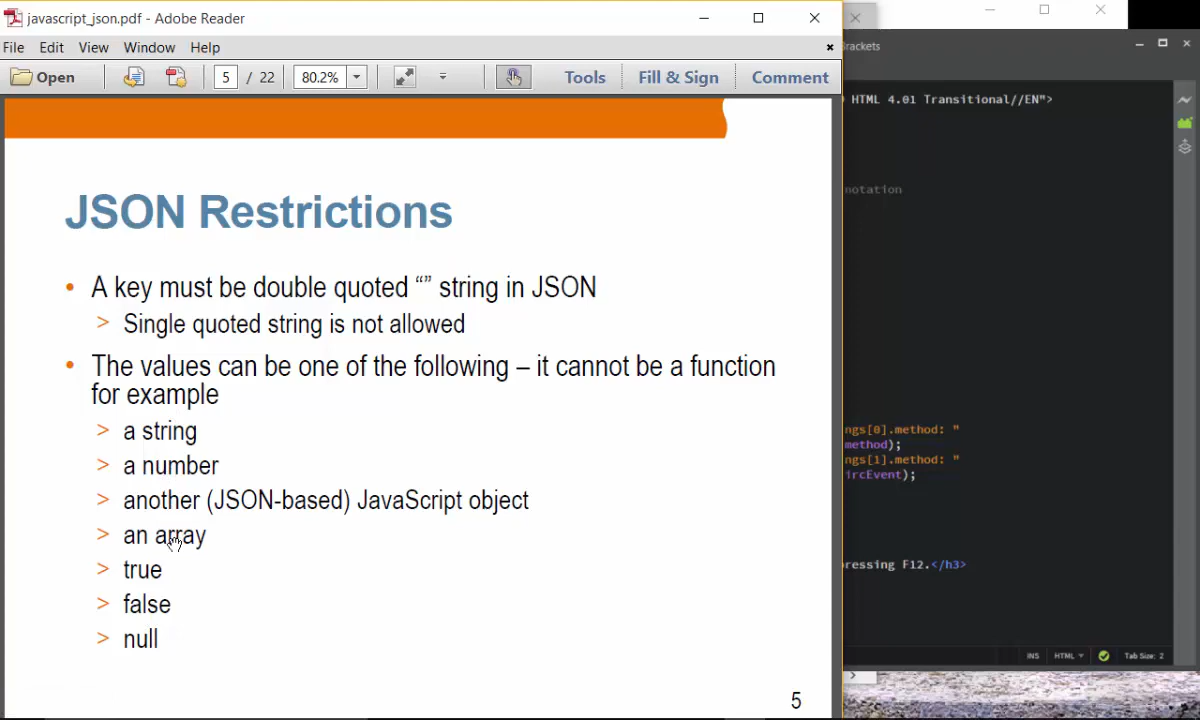 javascript_json.pdf - Adobe Reader
File Edit View Window Help
Open 5 / 22 80.2% Tools Fill & Sign Comment
JSON Restrictions
• A key must be double quoted “” string in JSON
> Single quoted string is not allowed
• The values can be one of the following – it cannot be a function
for example
> a string
> a number
> another (JSON-based) JavaScript object
> an array
> true
> false
> null
5
Brackets
HTML 4.01 Transitional//EN">
notation
ngs[0].method: "
method);
ngs[1].method: "
ircEvent);
ressing F12.</h3>
INS HTML Tab Size: 2